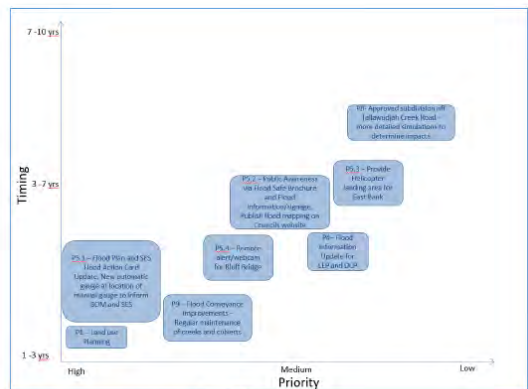 7 -10 yrs
P?- Approved subdivision off
Tallawudjah Creek Road –
more detailed simulations to
determine impacts
P5.3 – Provide
Helicopter
landing area for
East Bank
P5.2 – Public Awareness
via Flood Safe Brochure
and Flood
Information signage,
Publish flood mapping on
Councils website
3 -7 yrs
Timing
P6– Flood
Information
Update for
LEP and DCP
P5.4 – Remote
alert/webcam
for Bluff Bridge
P5.1 – Flood Plan and SES
Flood Action Card
Update, New automatic
gauge at location of
manual gauge to inform
BOM and SES
P9 – Flood Conveyance
Improvements -
Regular maintenance
of creeks and culverts
Land use
Planning
1 -3 yrs
High
Medium
Low
Priority